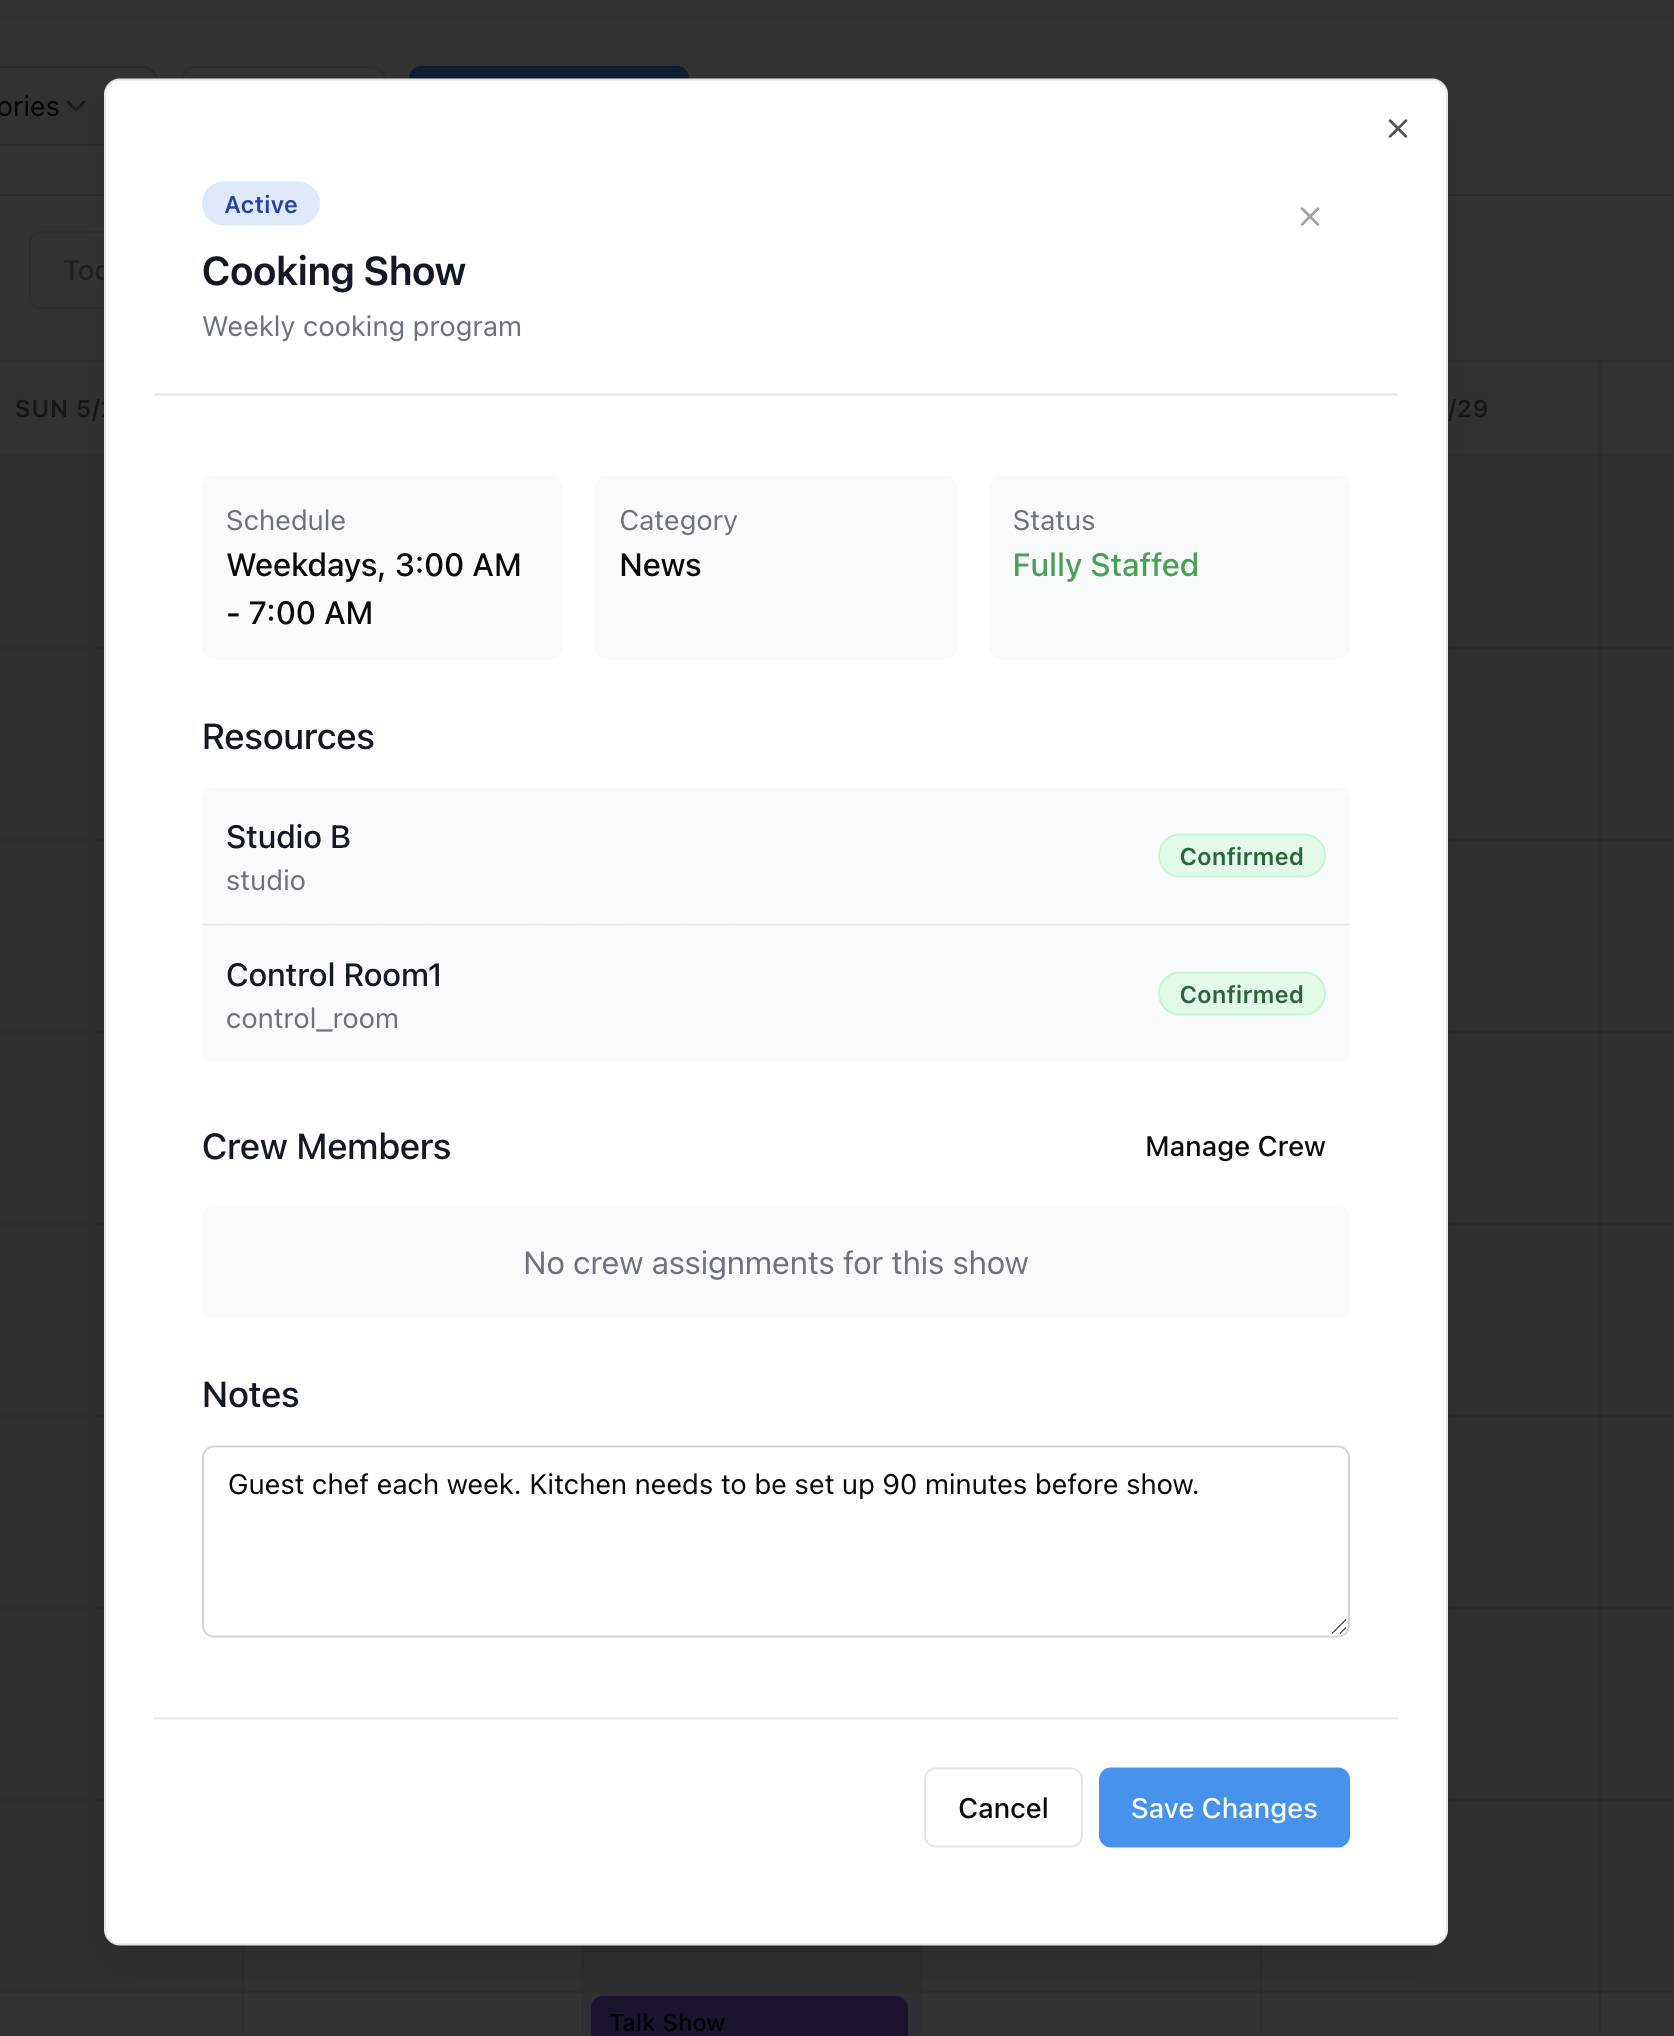 ories
Active
Cooking Show
Weekly cooking program
SUN 5/
/29
Schedule
Weekdays, 3:00 AM
- 7:00 AM
Category
News
Status
Fully Staffed
Resources
Studio B
studio
Confirmed
Control Room1
control_room
Confirmed
Crew Members
Manage Crew
No crew assignments for this show
Notes
Guest chef each week. Kitchen needs to be set up 90 minutes before show.
Cancel
Save Changes
Talk Show